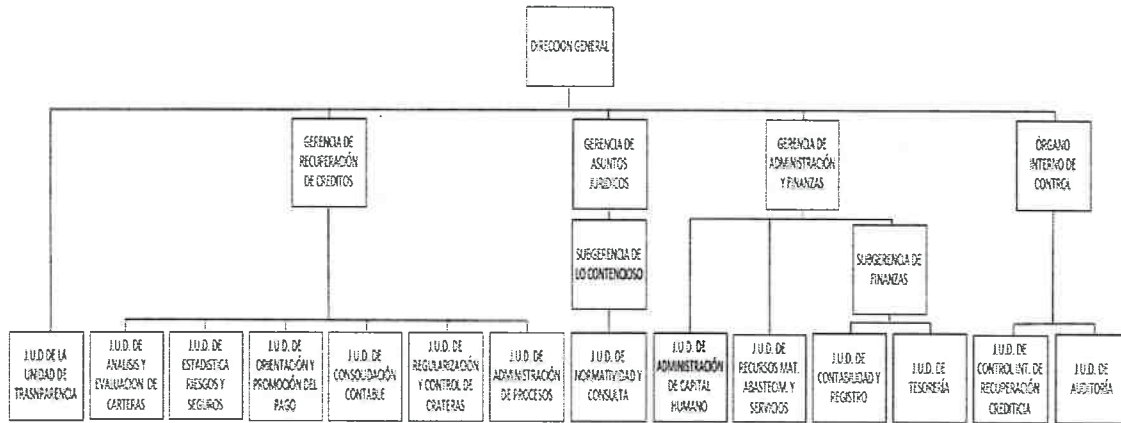 DIRECCION GENERAL
GERENCIA DE
RECUPERACIÓN
DE CREDITOS
GERENCIA DE
ASUNTOS
JURIDICOS
GERENCIA DE
ADMINISTRACIÓN
Y FINANZAS
ÓRGANO
INTERNO DE
CONTROL
SUBGERENCIA DE
LO CONTENCIOSO
SUBGERENCIA DE
FINANZAS
J.U.D DE LA
UNIDAD DE
TRASNPARENCIA
J.U.D. DE
ANALISIS Y
EVALUACION DE
CARTERAS
J.U.D. DE
ESTADISTICA
RIESGOS Y
SEGUROS
J.U.D. DE
ORIENTACIÓN Y
PROMOCIÓN DEL
PAGO
J.U.D. DE
CONSOLIDACIÓN
CONTABLE
J.U.D. DE
REGULARIZACIÓN
Y CONTROL DE
CRATERAS
J.U.D. DE
ADMINISTRACIÓN
DE PROCESOS
J.U.D. DE
NORMATIVIDAD Y
CONSULTA
J.U.D. DE
ADMINISTRACIÓN
DE CAPITAL
HUMANO
J.U.D. DE
RECURSOS MAT.
ABASTECIM. Y
SERVICIOS
J.U.D. DE
CONTABILIDAD Y
REGISTRO
J.U.D. DE
TESORERÍA
J.U.D. DE
CONTROL INT. DE
RECUPERACIÓN
CREDITICIA
J.U.D. DE
AUDITORÍA